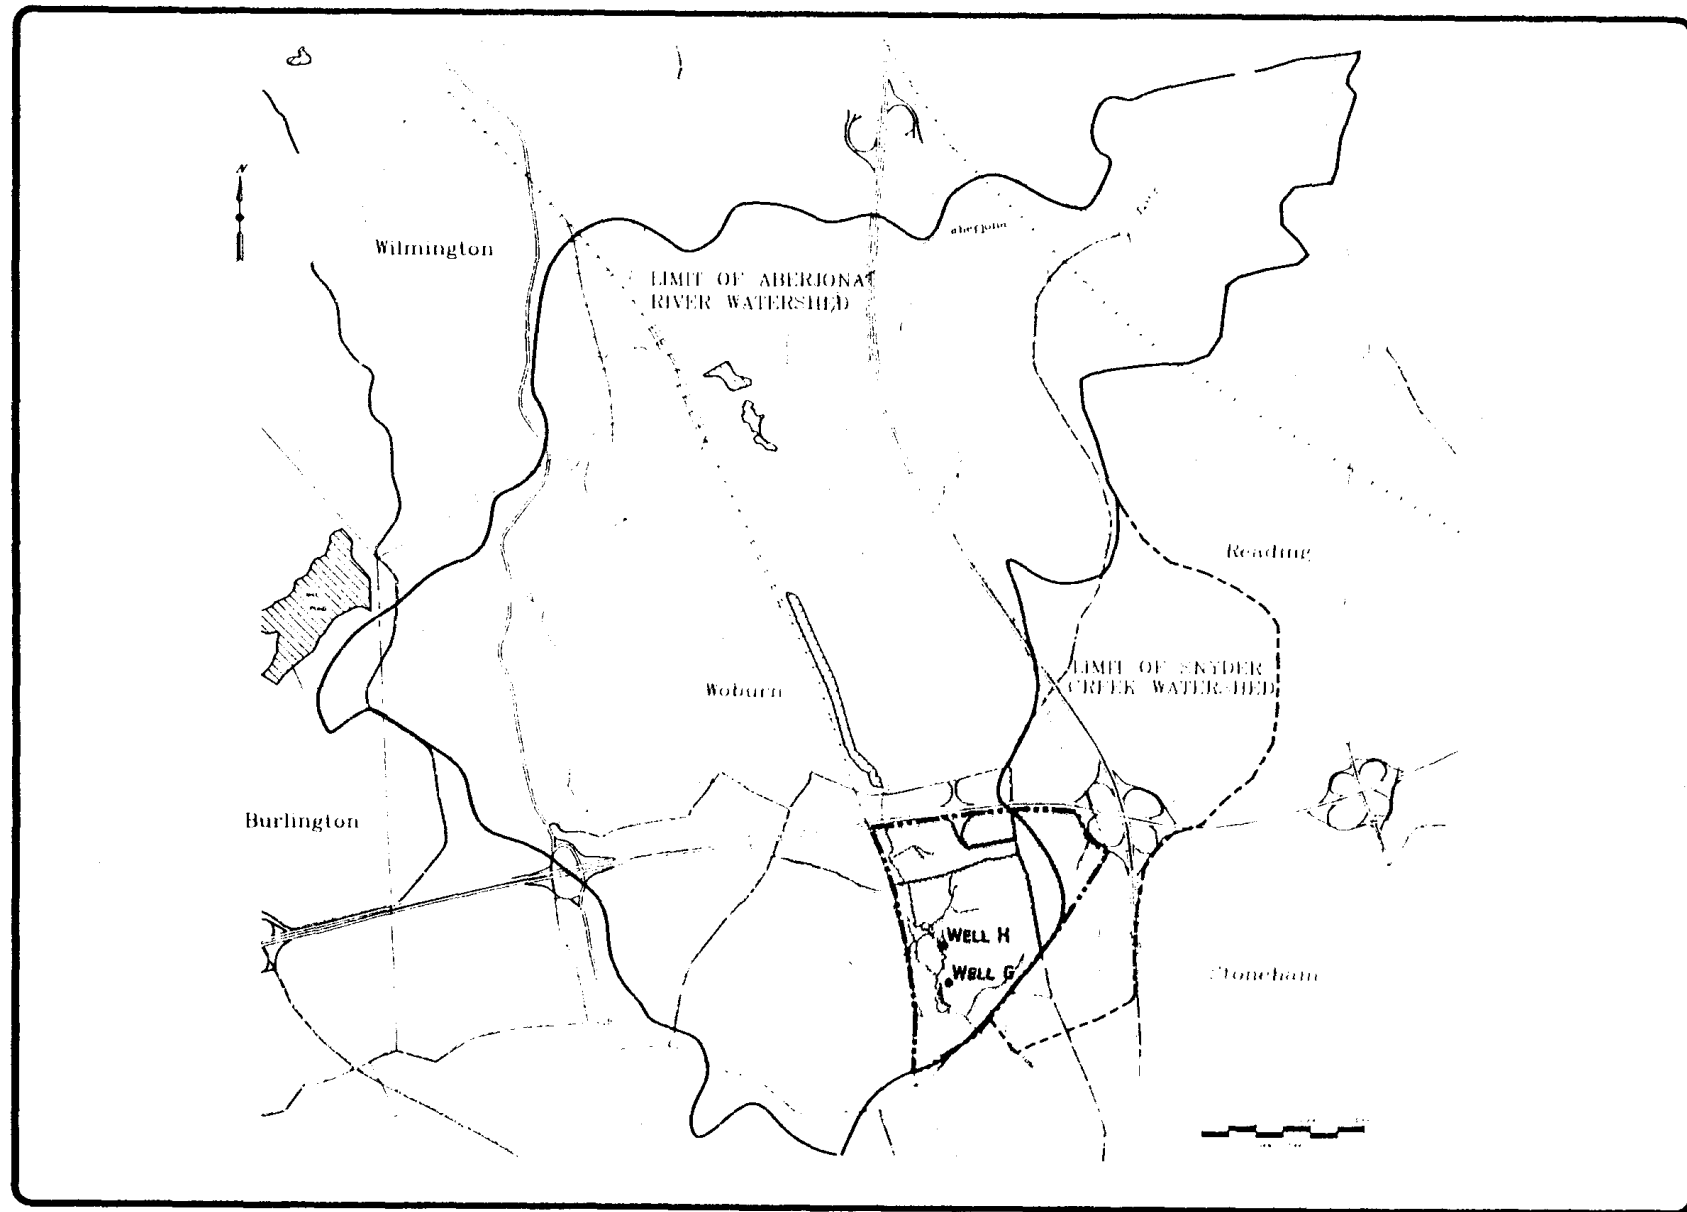 N
Wilmington
LIMIT OF ABERJONA
RIVER WATERSHED
Reading
LIMIT OF SNYDER
CREEK WATERSHED
Woburn
Burlington
WELL H
WELL G
Stoneham